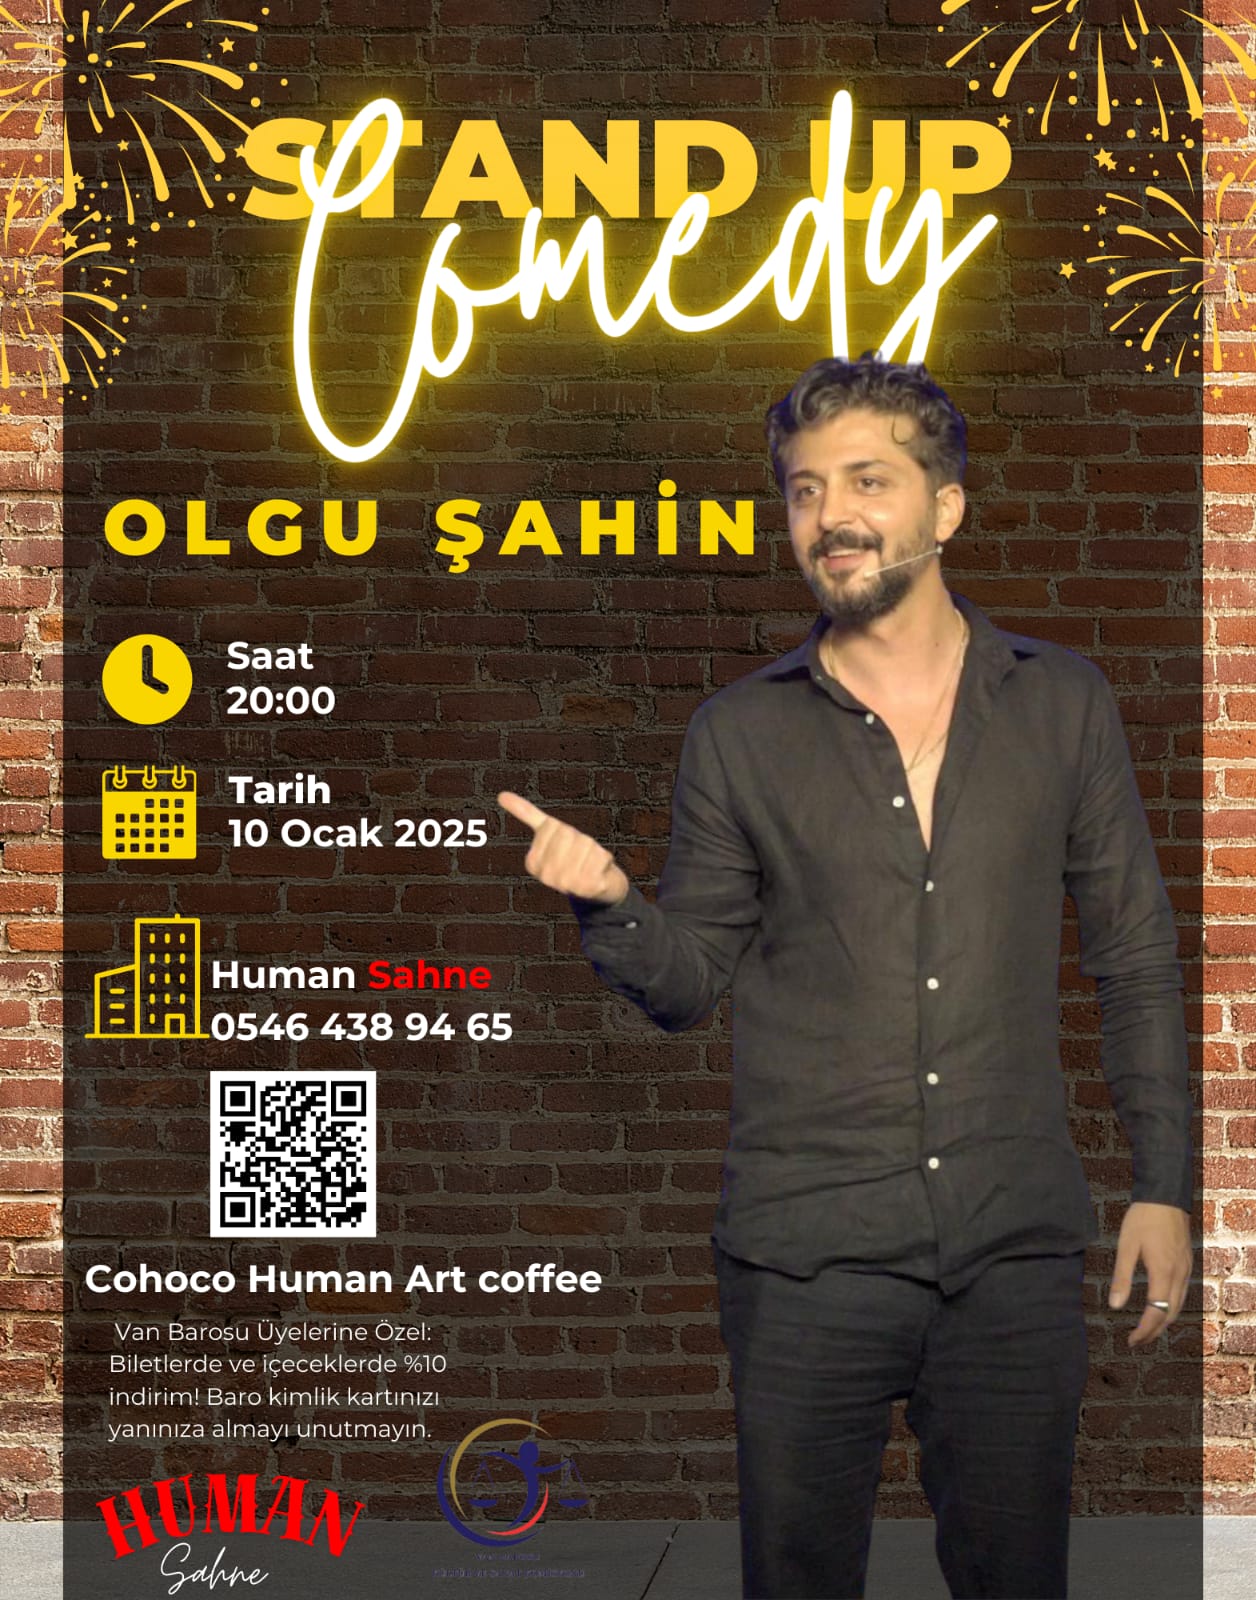 STAND UP
Comedy
OLGU ŞAHİN
Saat
20:00
Tarih
10 Ocak 2025
Human Sahne
0546 438 94 65
Cohoco Human Art coffee
Van Barosu Üyelerine Özel:
Biletlerde ve içeceklerde %10
indirim! Baro kimlik kartınızı
yanınıza almayı unutmayın.
HUMAN
Sahne